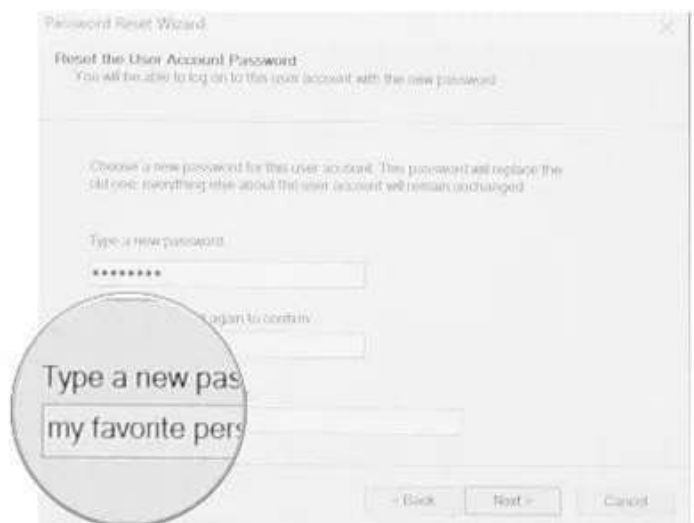 Password Reset Wizard
Reset the User Account Password
You will be able to log on to this user account with the new password
Choose a new password for this user account. This password will replace the
old one; everything else about the user account will remain unchanged
Type a new password
••••••••
again to confirm
Type a new pas
my favorite pers
< Back
Next >
Cancel